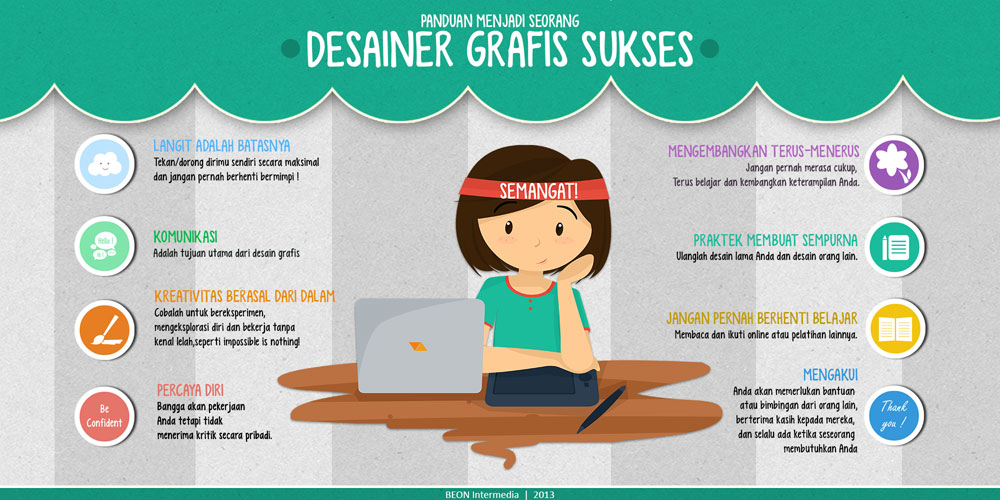 PANDUAN MENJADI SEORANG
DESAINER GRAFIS SUKSES
LANGIT ADALAH BATASNYA
Tekan/dorong dirimu sendiri secara maksimal
dan jangan pernah berhenti bermimpi !
Hello !
KOMUNIKASI
Adalah tujuan utama dari desain grafis
KREATIVITAS BERASAL DARI DALAM
Cobalah untuk bereksperimen,
mengeksplorasi diri dan bekerja tanpa
kenal lelah,seperti impossible is nothing!
Be
Confident
PERCAYA DIRI
Bangga akan pekerjaan
Anda tetapi tidak
menerima kritik secara pribadi.
SEMANGAT!
MENGEMBANGKAN TERUS-MENERUS
Jangan pernah merasa cukup,
Terus belajar dan kembangkan keterampilan Anda.
PRAKTEK MEMBUAT SEMPURNA
Ulanglah desain lama Anda dan desain orang lain.
JANGAN PERNAH BERHENTI BELAJAR
Membaca dan ikuti online atau pelatihan lainnya.
MENGAKUI
Anda akan memerlukan bantuan
atau bimbingan dari orang lain,
berterima kasih kepada mereka,
dan selalu ada ketika seseorang
membutuhkan Anda
Thank
you !
BEON Intermedia | 2013